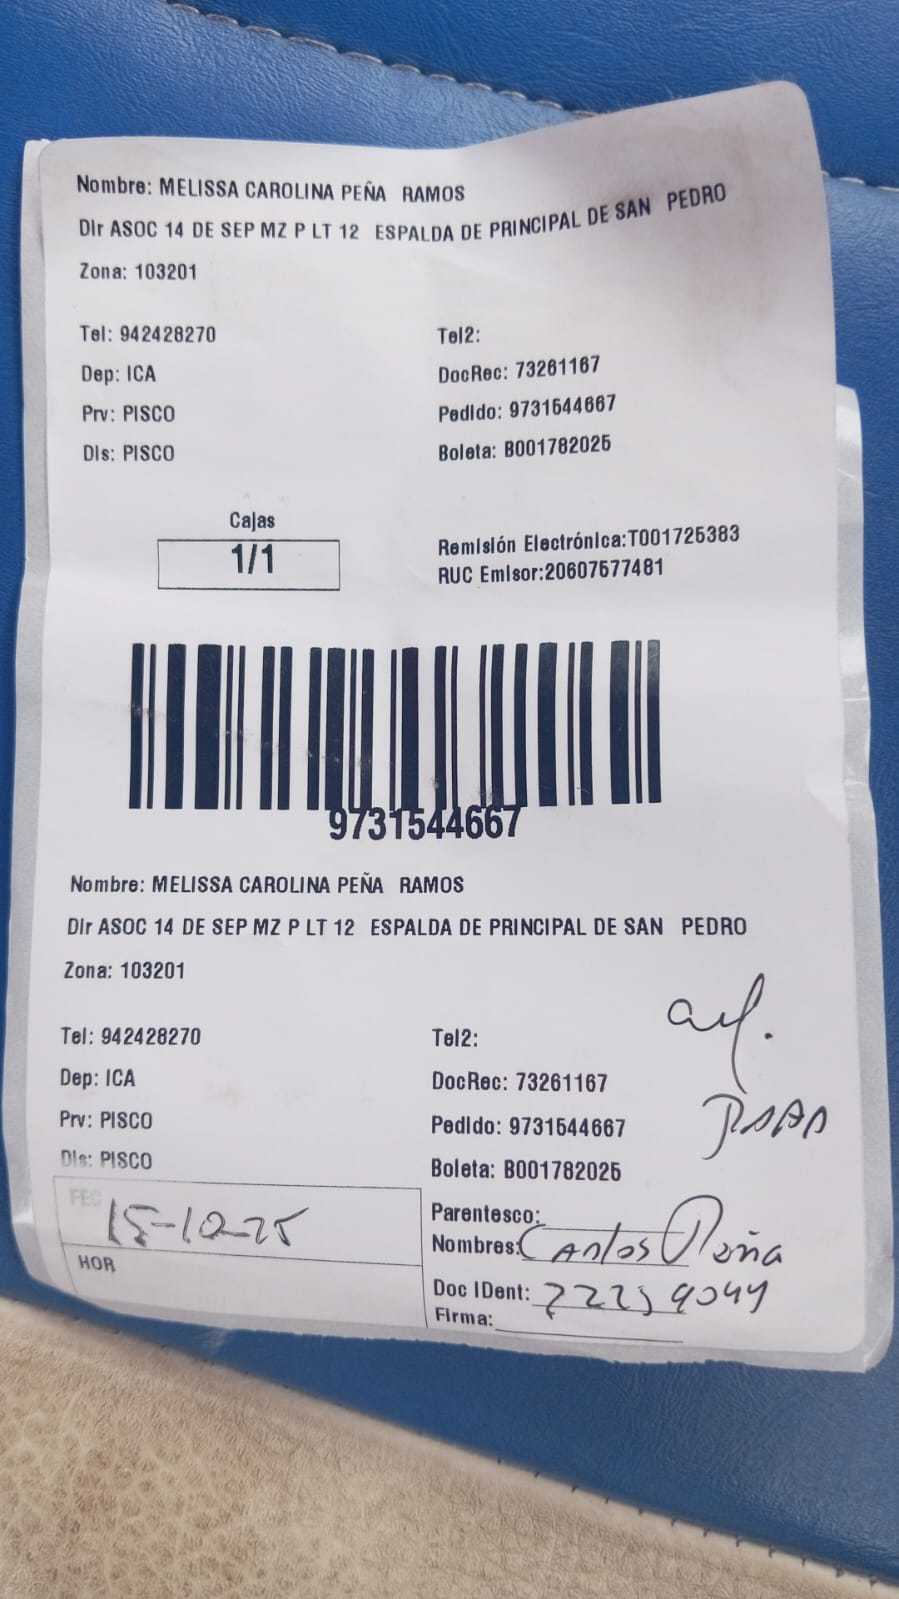 Nombre: MELISSA CAROLINA PEÑA RAMOS
Dir ASOC 14 DE SEP MZ P LT 12 ESPALDA DE PRINCIPAL DE SAN PEDRO
Zona: 103201
Tel: 942428270 Tel2:
Dep: ICA DocRec: 73261167
Prv: PISCO Pedido: 9731544667
Dis: PISCO Boleta: B001782025
Cajas
1/1
Remisión Electrónica:T001725383
RUC Emisor:20607577481
9731544667
Nombre: MELISSA CAROLINA PEÑA RAMOS
Dir ASOC 14 DE SEP MZ P LT 12 ESPALDA DE PRINCIPAL DE SAN PEDRO
Zona: 103201
Tel: 942428270 Tel2:
Dep: ICA DocRec: 73261167
Prv: PISCO Pedido: 9731544667
Dis: PISCO Boleta: B001782025
FEC 15-10-25
HOR
Parentesco:
Nombres: Carlos Peña
Doc IDent:
Firma: